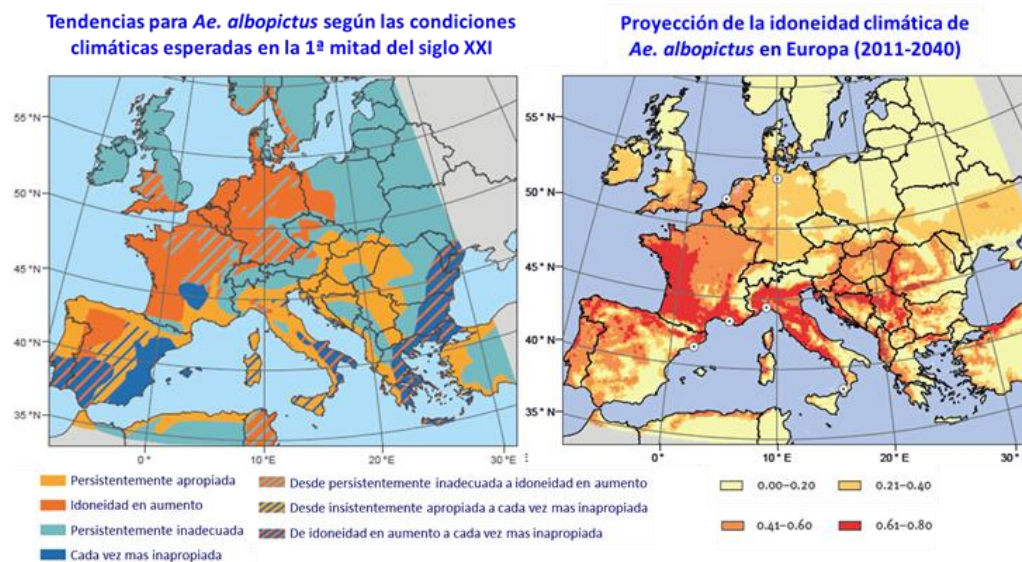 Tendencias para Ae. albopictus según las condiciones
climáticas esperadas en la 1ª mitad del siglo XXI
Proyección de la idoneidad climática de
Ae. albopictus en Europa (2011-2040)
55° N
50° N
45° N
40° N
35° N
0°
10° E
20° E
30° E
55° N
50° N
45° N
40° N
35° N
0°
10° E
20° E
30° E
Persistentemente apropiada
Idoneidad en aumento
Persistentemente inadecuada
Cada vez mas inapropiada
Desde persistentemente inadecuada a idoneidad en aumento
Desde insistentemente apropiada a cada vez mas inapropiada
De idoneidad en aumento a cada vez mas inapropiada
0.00–0.20
0.21–0.40
0.41–0.60
0.61–0.80